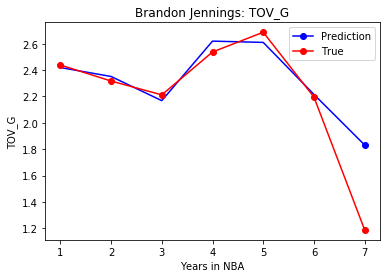 Brandon Jennings: TOV_G
Prediction
True
2.6
2.4
2.2
2.0
1.8
1.6
1.4
1.2
TOV_G
1 2 3 4 5 6 7
Years in NBA